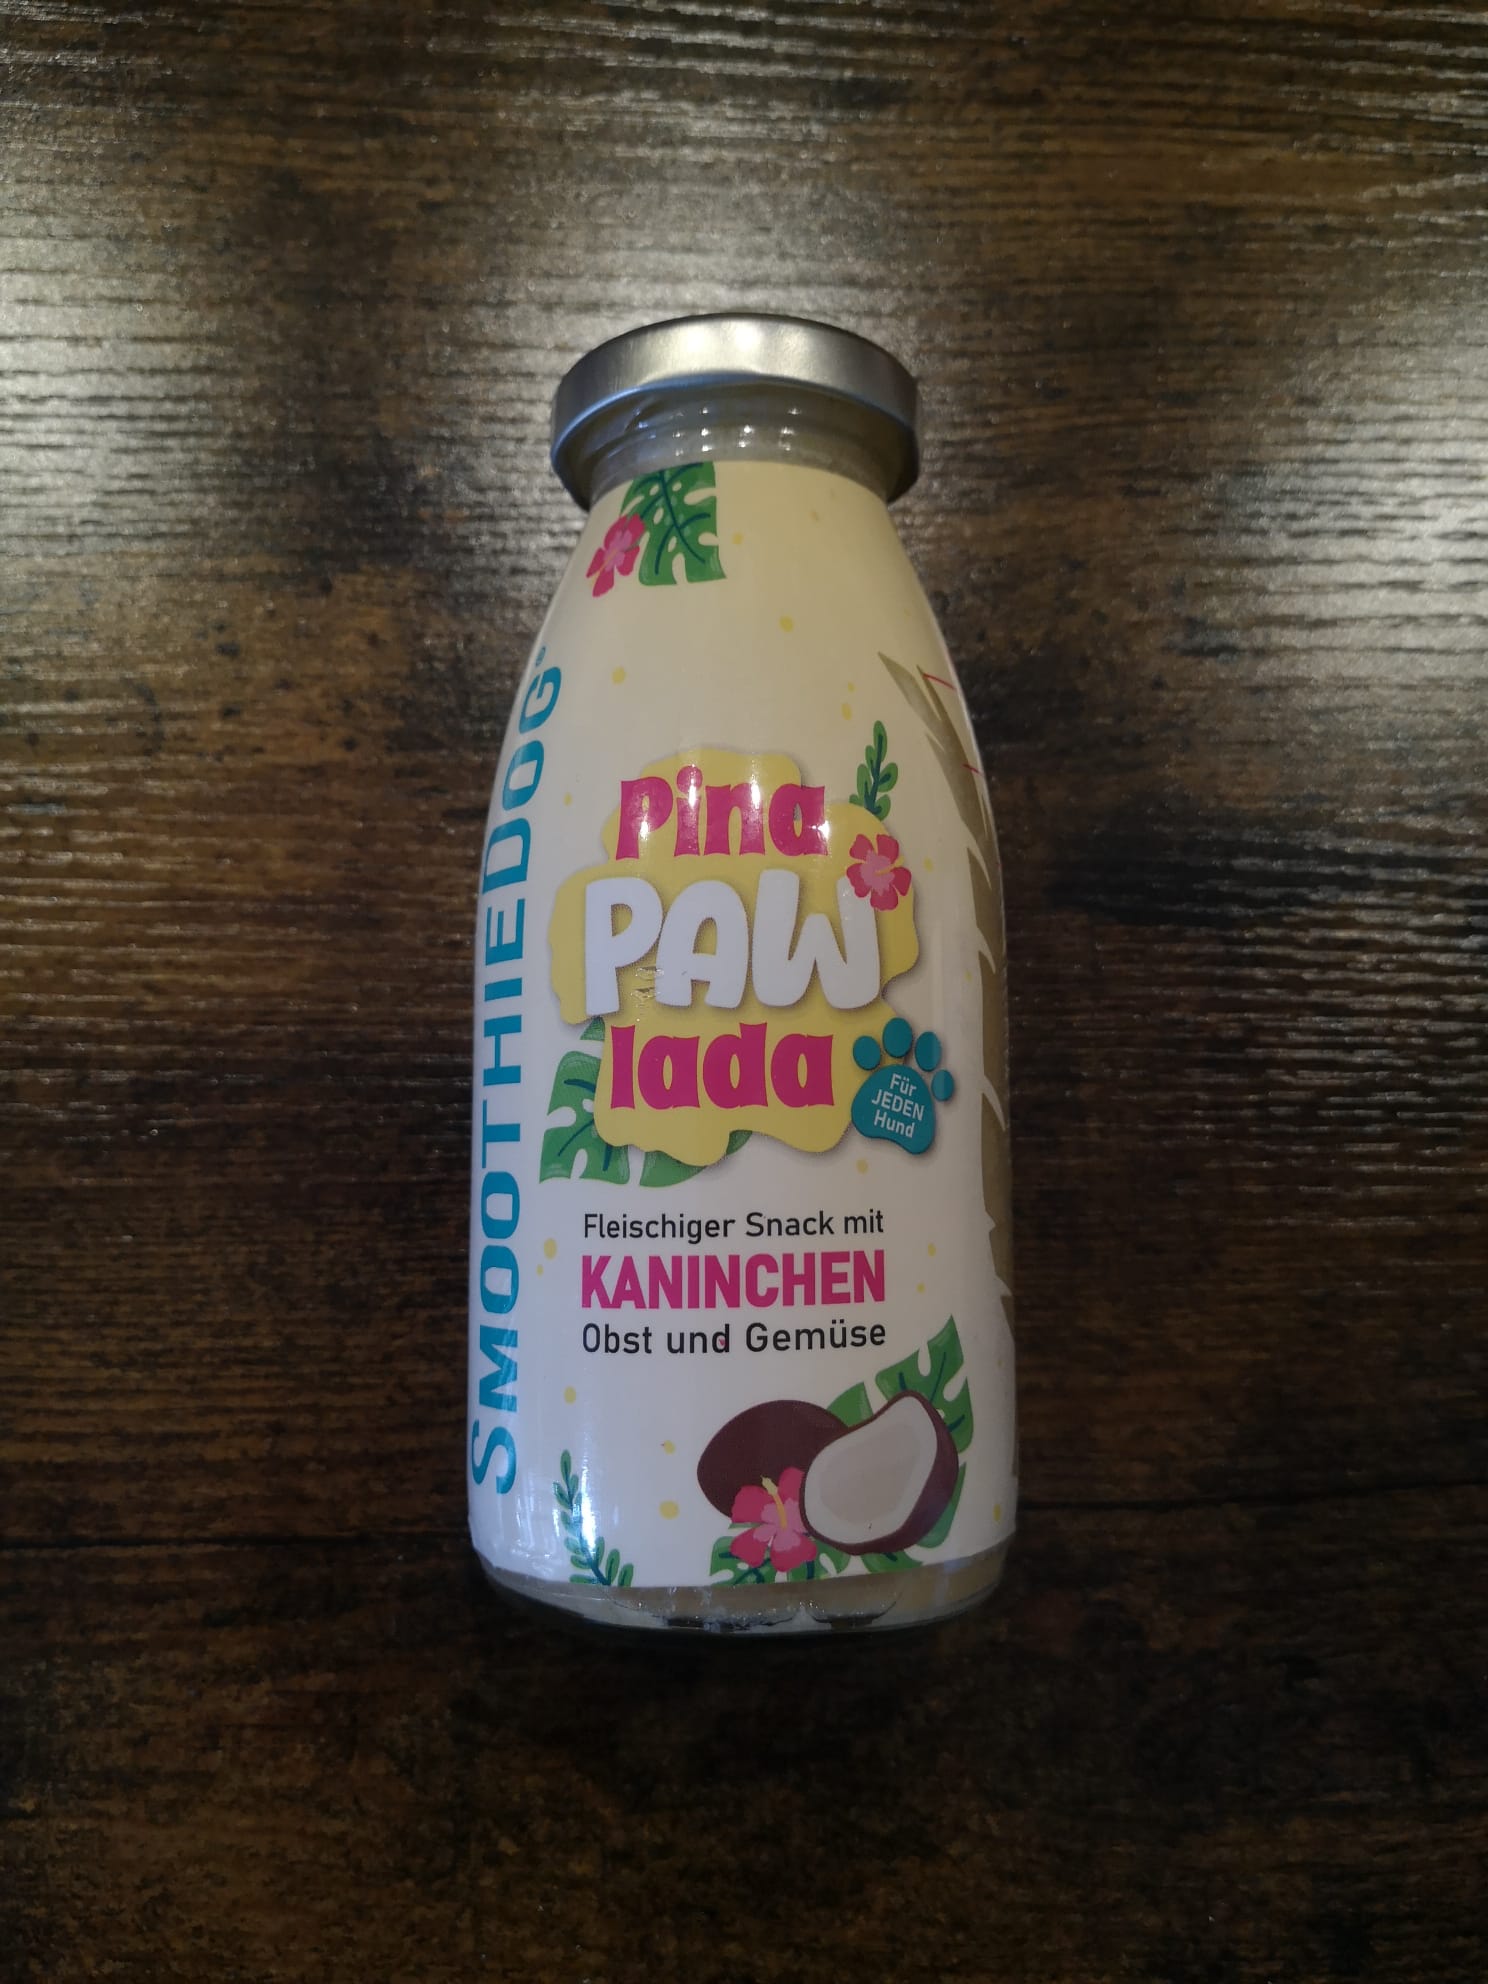 SMOOTHIEDOG
Pina
PAW
lada
Für
JEDEN
Hund
Fleischiger Snack mit
KANINCHEN
Obst und Gemüse